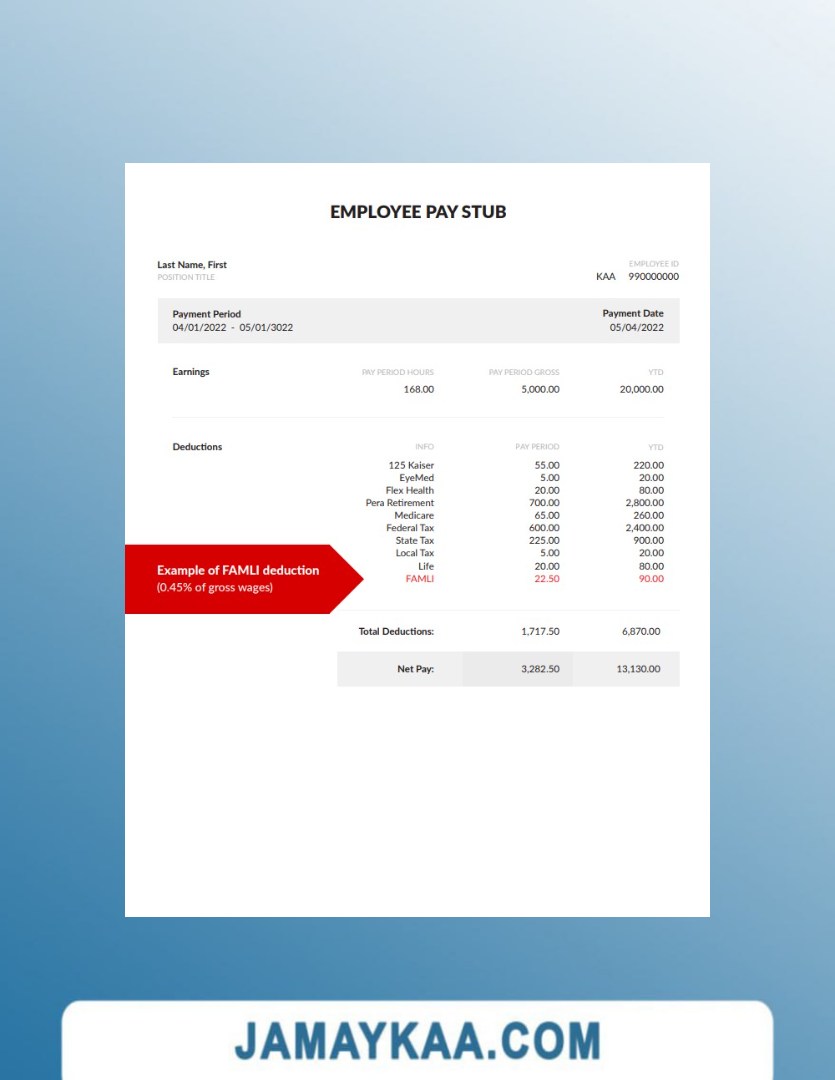 EMPLOYEE PAY STUB
Last Name, First
POSITION TITLE
EMPLOYEE ID
KAA 990000000
Payment Period
04/01/2022 - 05/01/3022
Payment Date
05/04/2022
Earnings PAY PERIOD HOURS PAY PERIOD GROSS YTD
168.00 5,000.00 20,000.00
Deductions INFO PAY PERIOD YTD
125 Kaiser 55.00 220.00
EyeMed 5.00 20.00
Flex Health 20.00 80.00
Pera Retirement 700.00 2,800.00
Medicare 65.00 260.00
Federal Tax 600.00 2,400.00
State Tax 225.00 900.00
Local Tax 5.00 20.00
Life 20.00 80.00
FAMLI 22.50 90.00
Example of FAMLI deduction
(0.45% of gross wages)
Total Deductions: 1,717.50 6,870.00
Net Pay: 3,282.50 13,130.00
JAMAYKAA.COM